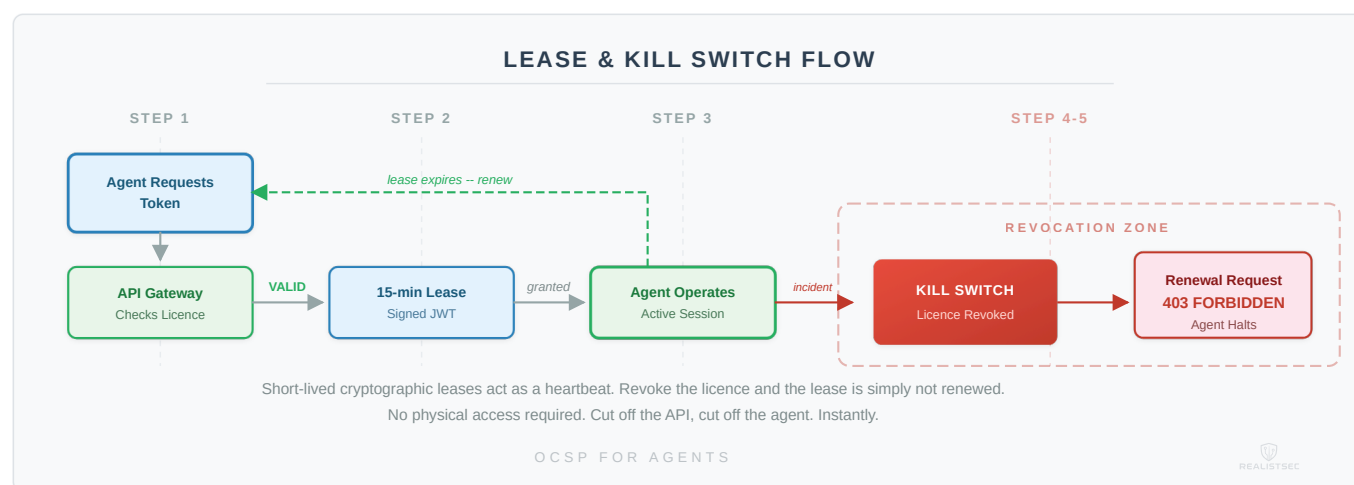 LEASE & KILL SWITCH FLOW
STEP 1
STEP 2
STEP 3
STEP 4-5
Agent Requests
Token
lease expires -- renew
REVOCATION ZONE
API Gateway
Checks Licence
VALID
15-min Lease
Signed JWT
granted
Agent Operates
Active Session
incident
KILL SWITCH
Licence Revoked
Renewal Request
403 FORBIDDEN
Agent Halts
Short-lived cryptographic leases act as a heartbeat. Revoke the licence and the lease is simply not renewed.
No physical access required. Cut off the API, cut off the agent. Instantly.
OCSP FOR AGENTS
REALISTSEC